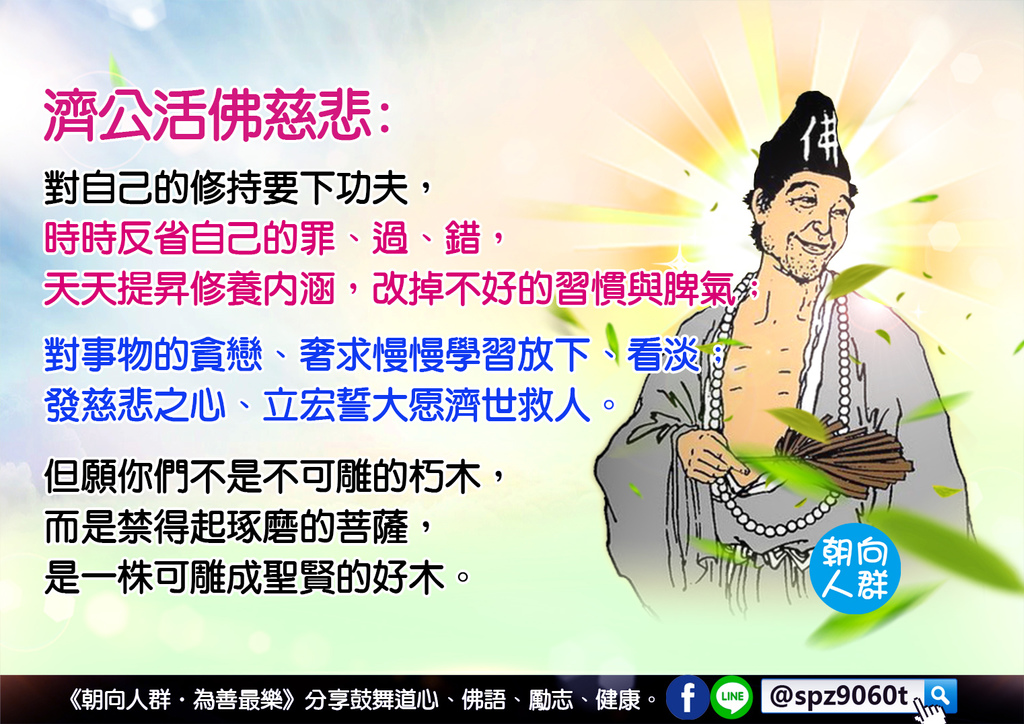 濟公活佛慈悲:
對自己的修持要下功夫，
時時反省自己的罪、過、錯，
天天提昇修養內涵，改掉不好的習慣與脾氣；
對事物的貪戀、奢求慢慢學習放下、看淡；
發慈悲之心、立宏誓大愿濟世救人。
但願你們不是不可雕的朽木，
而是禁得起琢磨的菩薩，
是一株可雕成聖賢的好木。
佛
朝向
人群
《朝向人群·為善最樂》分享鼓舞道心、佛語、勵志、健康。 f LINE @spz9060t